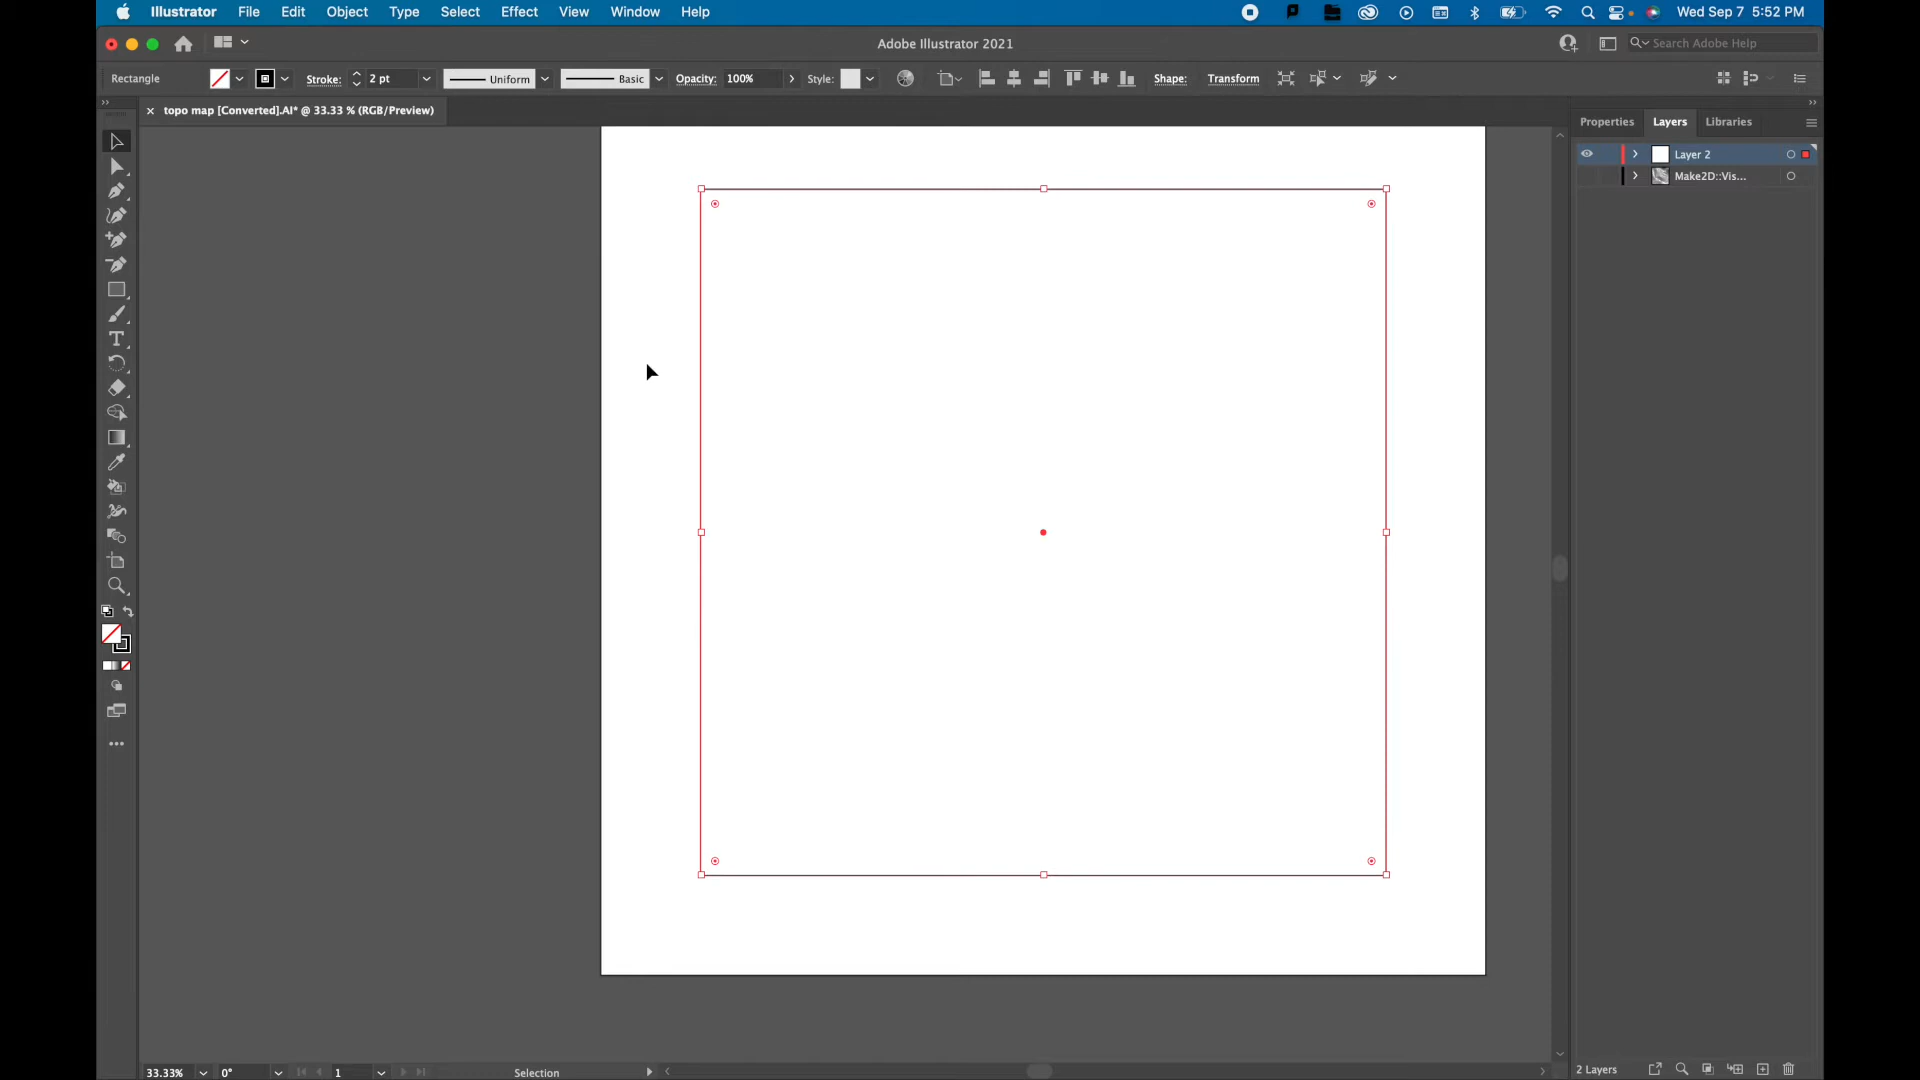 Illustrator File Edit Object Type Select Effect View Window Help Wed Sep 7 5:52 PM
Adobe Illustrator 2021 Search Adobe Help
Rectangle Stroke: 2 pt Uniform Basic Opacity: 100% Style: Shape: Transform
topo map [Converted].AI* @ 33.33 % (RGB/Preview)
Properties Layers Libraries
Layer 2
Make2D::Vis...
33.33% 0° 1 Selection 2 Layers